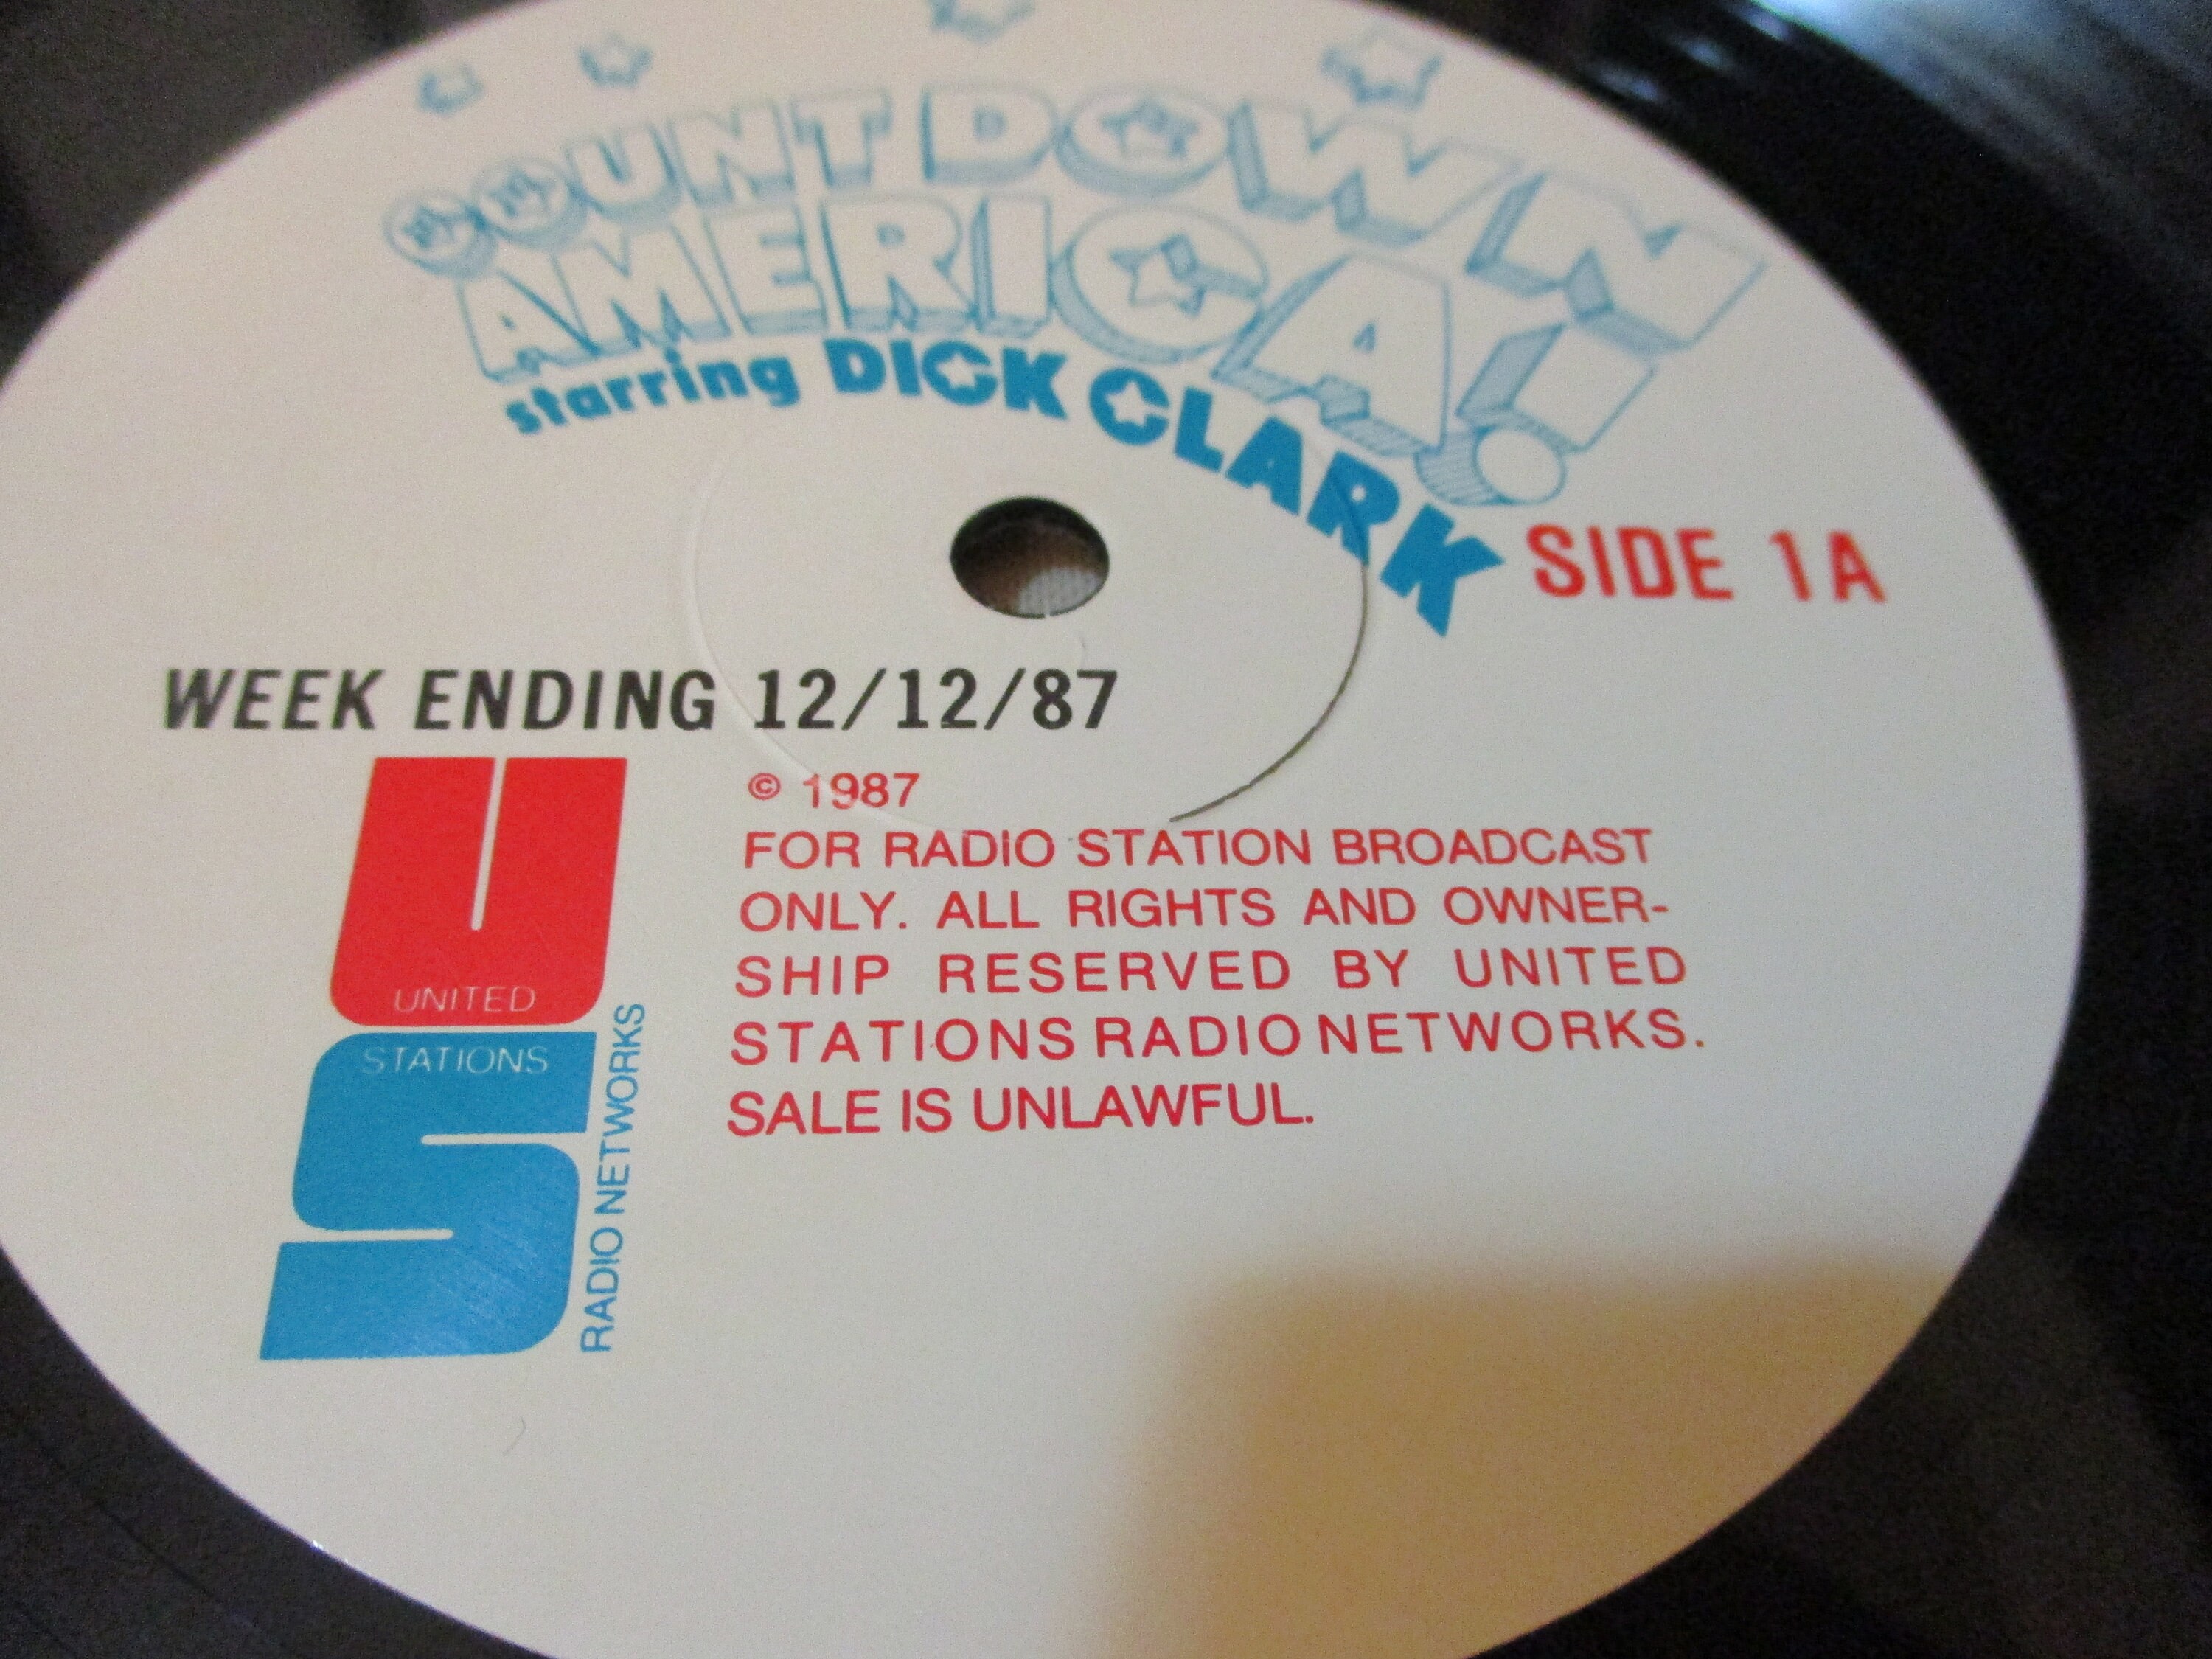 COUNTDOWN
AMERICA!
starring DICK CLARK
SIDE 1A
WEEK ENDING 12/12/87
UNITED
STATIONS
RADIO NETWORKS
© 1987
FOR RADIO STATION BROADCAST
ONLY. ALL RIGHTS AND OWNER-
SHIP RESERVED BY UNITED
STATIONS RADIO NETWORKS.
SALE IS UNLAWFUL.